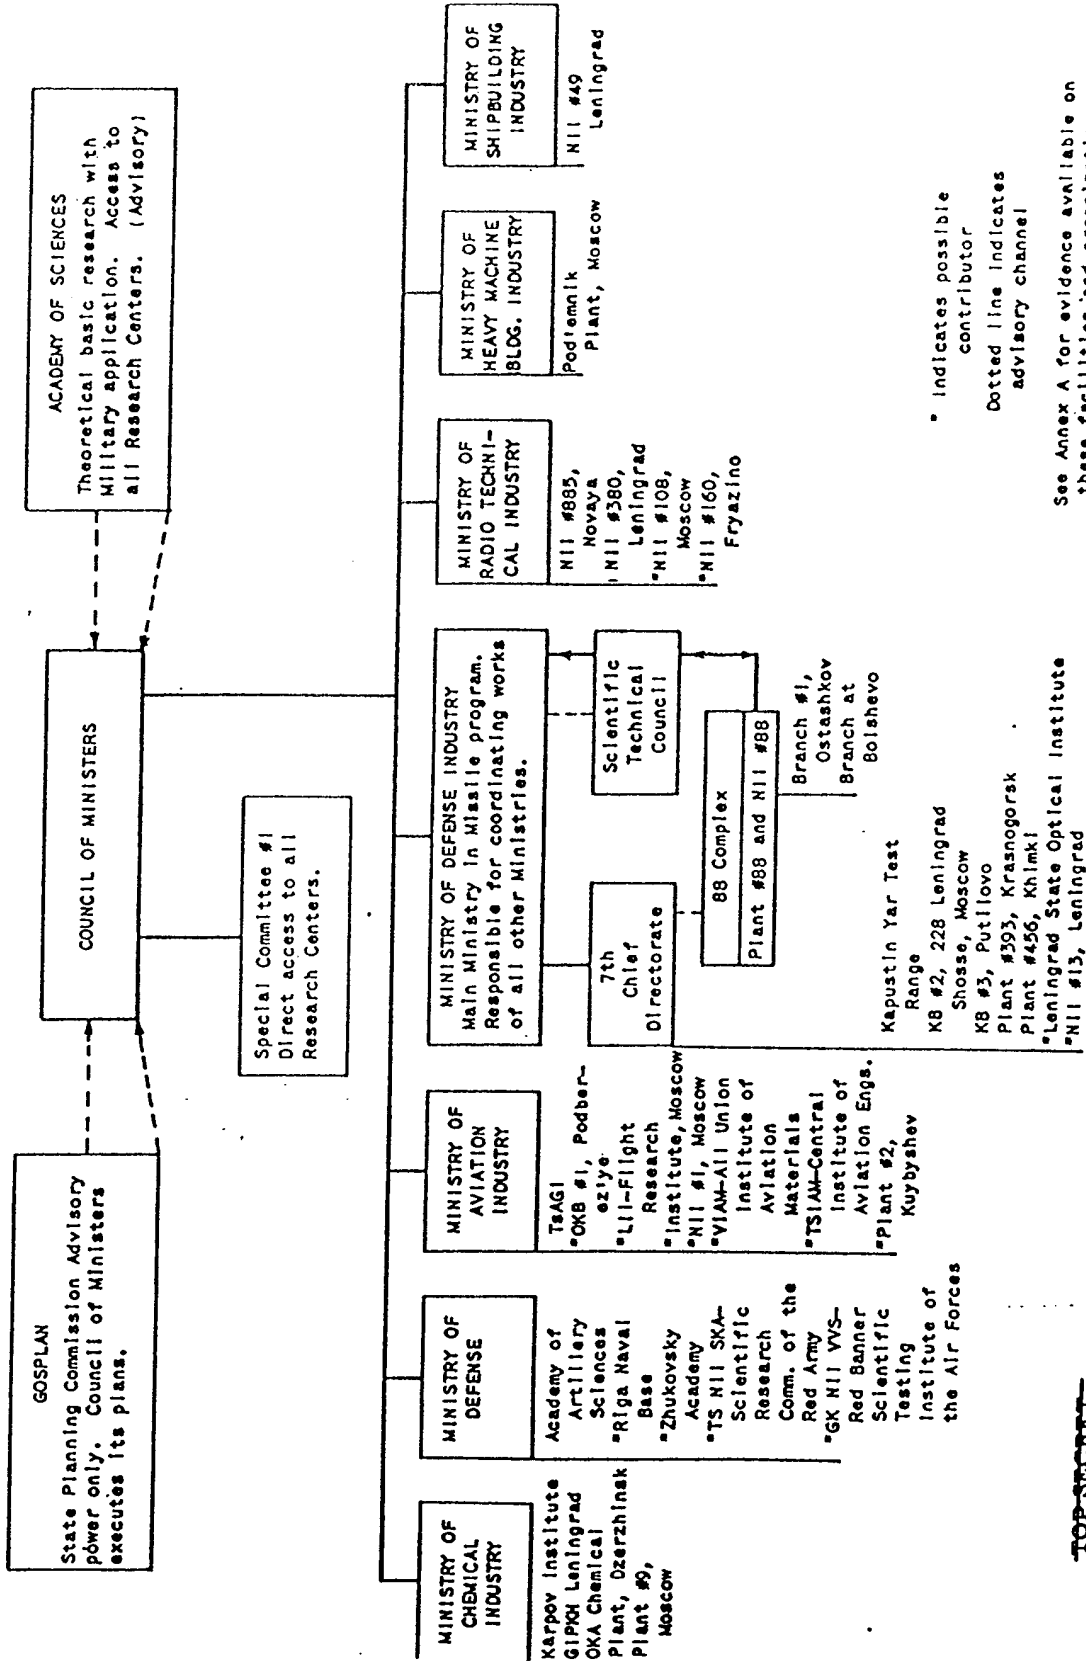 GOSPLAN
State Planning Commission Advisory
power only. Council of Ministers
executes its plans.
COUNCIL OF MINISTERS
ACADEMY OF SCIENCES
Theoretical basic research with
Military application. Access to
all Research Centers. (Advisory)
Special Committee #1
Direct access to all
Research Centers.
MINISTRY OF
CHEMICAL
INDUSTRY
Karpov Institute
GIPKH Leningrad
OKA Chemical
Plant, Dzerzhinsk
Plant #9,
Moscow
MINISTRY OF
DEFENSE
Academy of
Artillery
Sciences
*Riga Naval
Base
*Zhukovsky
Academy
*TS NII SKA-
Scientific
Research
Comm. of the
Red Army
*GK NII VVS-
Red Banner
Scientific
Testing
Institute of
the Air Forces
MINISTRY OF
AVIATION
INDUSTRY
TsAGI
*OKB #1, Podber-
eziye
*LII-Flight
Research
*Institute, Moscow
*NII #1, Moscow
*VIAM-All Union
Institute of
Aviation
Materials
*TSIAM-Central
Institute of
Aviation Engs.
*Plant #2,
Kuybyshev
MINISTRY OF DEFENSE INDUSTRY
Main Ministry in Missile program.
Responsible for coordinating works
of all other Ministries.
7th
Chief
Directorate
Scientific
Technical
Council
88 Complex
Plant #88 and NII #88
Branch #1,
Ostashkov
Branch at
Bolshevo
Kapustin Yar Test
Range
KB #2, 228 Leningrad
Shosse, Moscow
KB #3, Putilovo
Plant #393, Krasnogorsk
Plant #456, Khimki
*Leningrad State Optical Institute
*NII #13, Leningrad
MINISTRY OF
RADIO TECHNI-
CAL INDUSTRY
NII #885,
Novaya
NII #380,
Leningrad
*NII #108,
Moscow
*NII #160,
Fryazino
MINISTRY OF
HEAVY MACHINE
BLDG. INDUSTRY
Pod'emnik
Plant, Moscow
MINISTRY OF
SHIPBUILDING
INDUSTRY
NII #49
Leningrad
* Indicates possible
contributor
Dotted line indicates
advisory channel
See Annex A for evidence available on
these facilities and
TOP SECRET